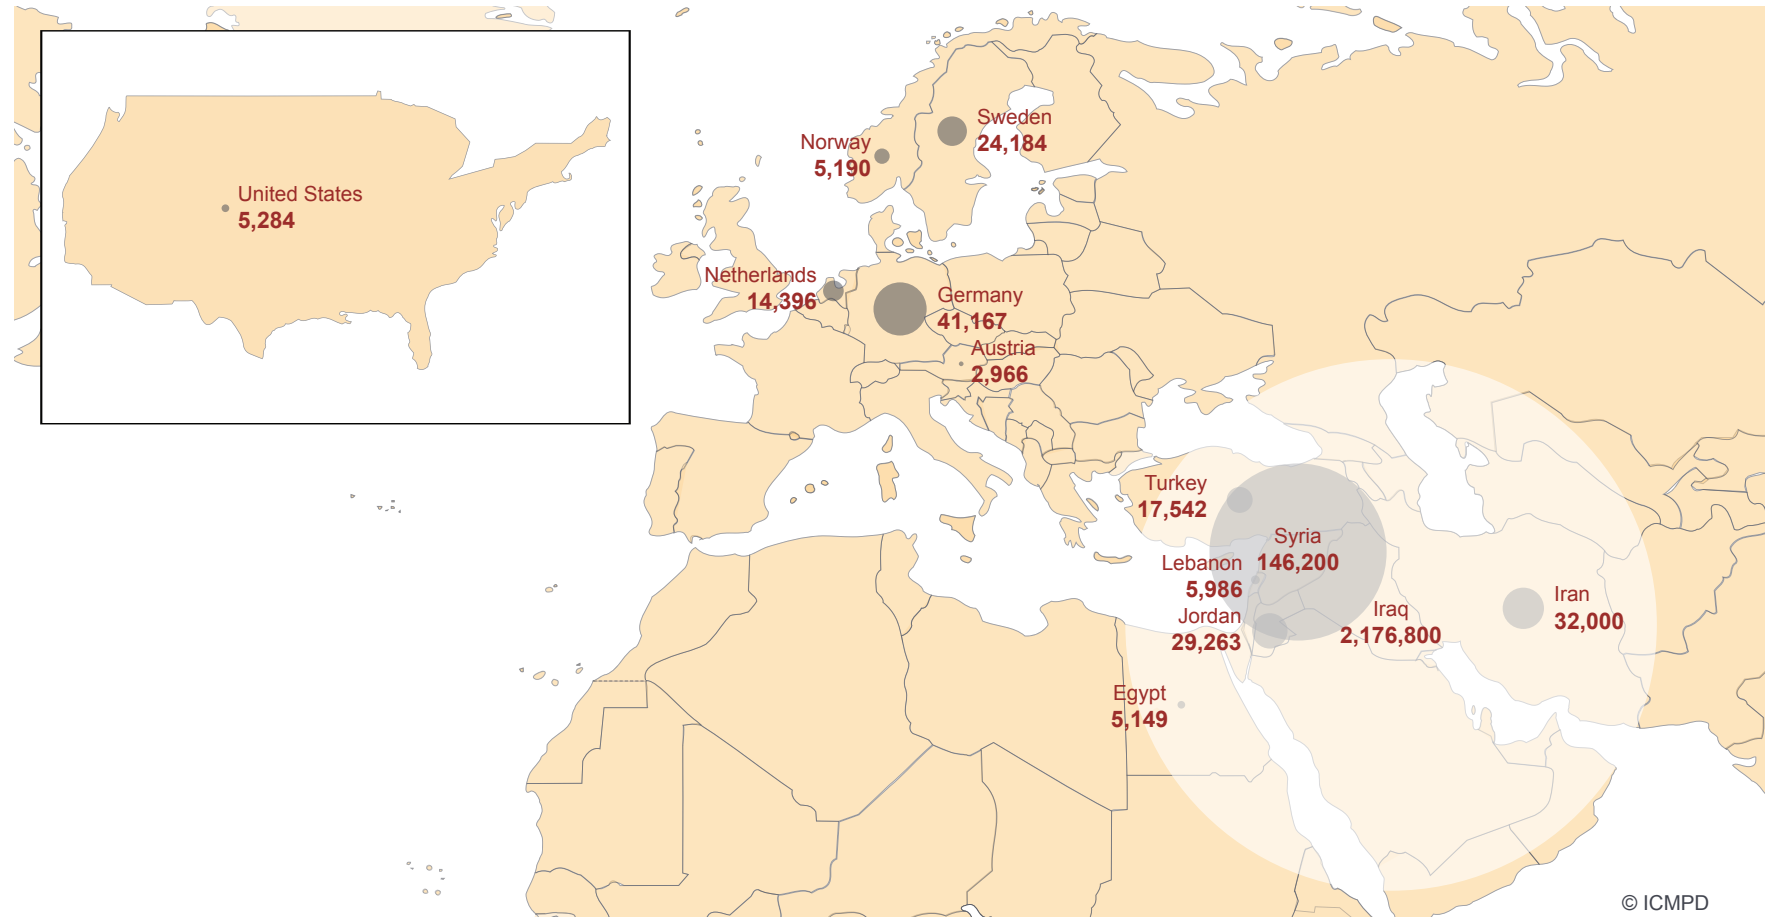 United States
5,284
Norway
5,190
Sweden
24,184
Netherlands
14,396
Germany
41,167
Austria
2,966
Turkey
17,542
Syria
146,200
Lebanon
5,986
Jordan
29,263
Iraq
2,176,800
Iran
32,000
Egypt
5,149
© ICMPD